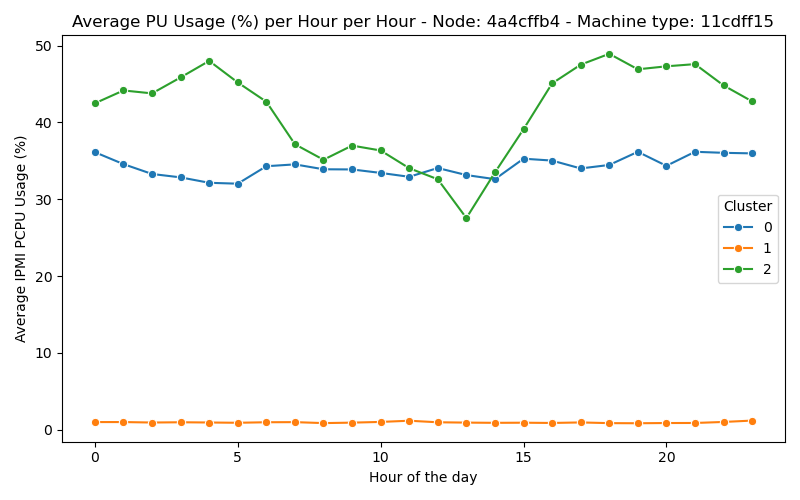 Average PU Usage (%) per Hour per Hour - Node: 4a4cffb4 - Machine type: 11cdff15
Average IPMI PCPU Usage (%)
50
40
30
20
10
0
Cluster
0
1
2
0 5 10 15 20
Hour of the day